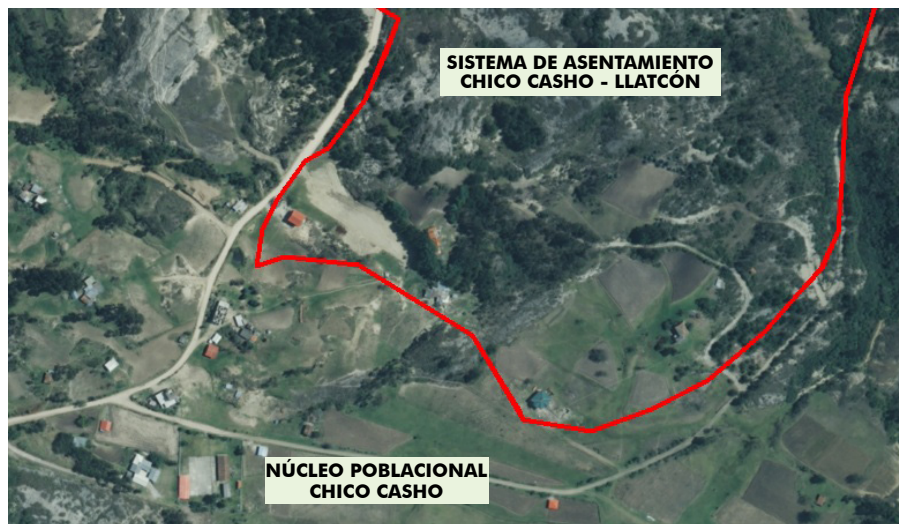 SISTEMA DE ASENTAMIENTO
CHICO CASHO - LLATCÓN
NÚCLEO POBLACIONAL
CHICO CASHO